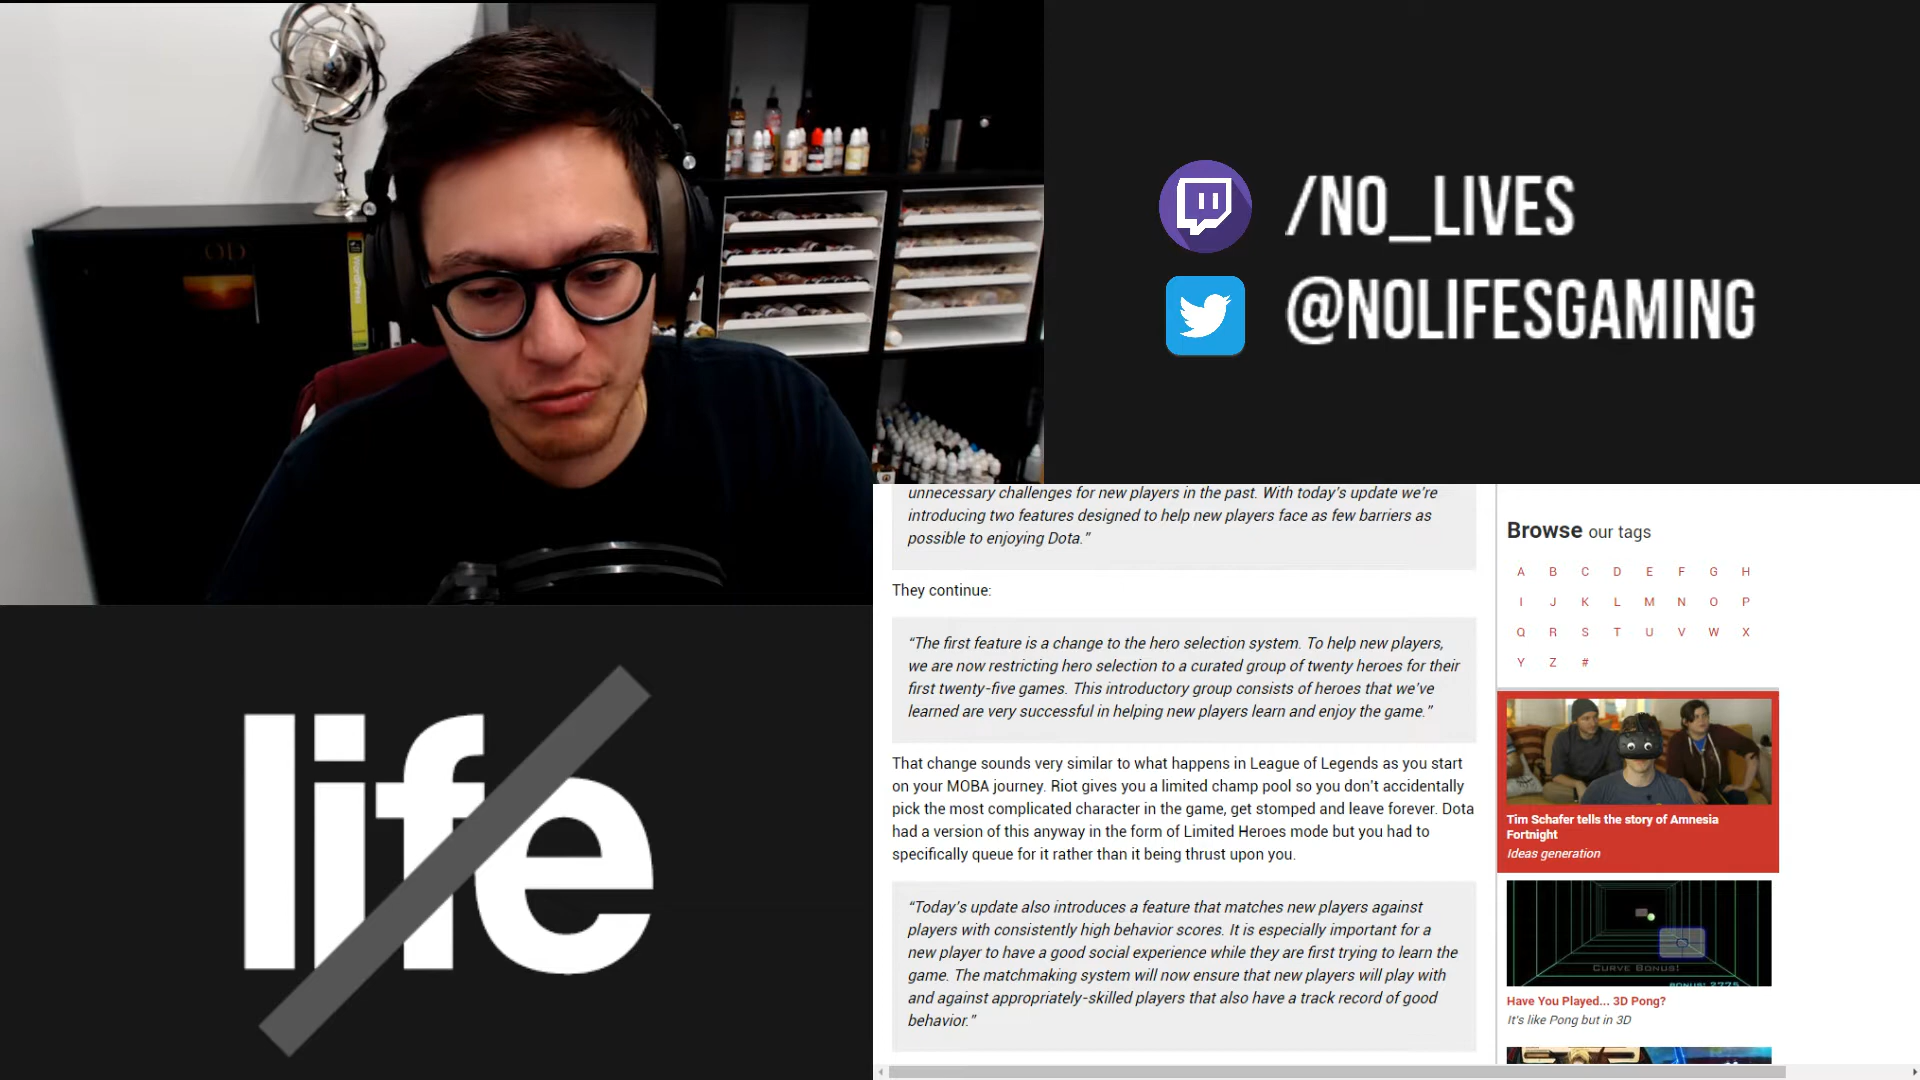 OD
WordPress
/NO_LIVES
@NOLIFESGAMING
life
unnecessary challenges for new players in the past. With today's update we're
introducing two features designed to help new players face as few barriers as
possible to enjoying Dota.”
They continue:
“The first feature is a change to the hero selection system. To help new players,
we are now restricting hero selection to a curated group of twenty heroes for their
first twenty-five games. This introductory group consists of heroes that we've
learned are very successful in helping new players learn and enjoy the game.”
That change sounds very similar to what happens in League of Legends as you start
on your MOBA journey. Riot gives you a limited champ pool so you don't accidentally
pick the most complicated character in the game, get stomped and leave forever. Dota
had a version of this anyway in the form of Limited Heroes mode but you had to
specifically queue for it rather than it being thrust upon you.
“Today's update also introduces a feature that matches new players against
players with consistently high behavior scores. It is especially important for a
new player to have a good social experience while they are first trying to learn the
game. The matchmaking system will now ensure that new players will play with
and against appropriately-skilled players that also have a track record of good
behavior.”
Browse our tags
A B C D E F G H
I J K L M N O P
Q R S T U V W X
Y Z #
Tim Schafer tells the story of Amnesia
Fortnight
Ideas generation
CURVE BONUS!
BONUS! 2775
Have You Played... 3D Pong?
It's like Pong but in 3D